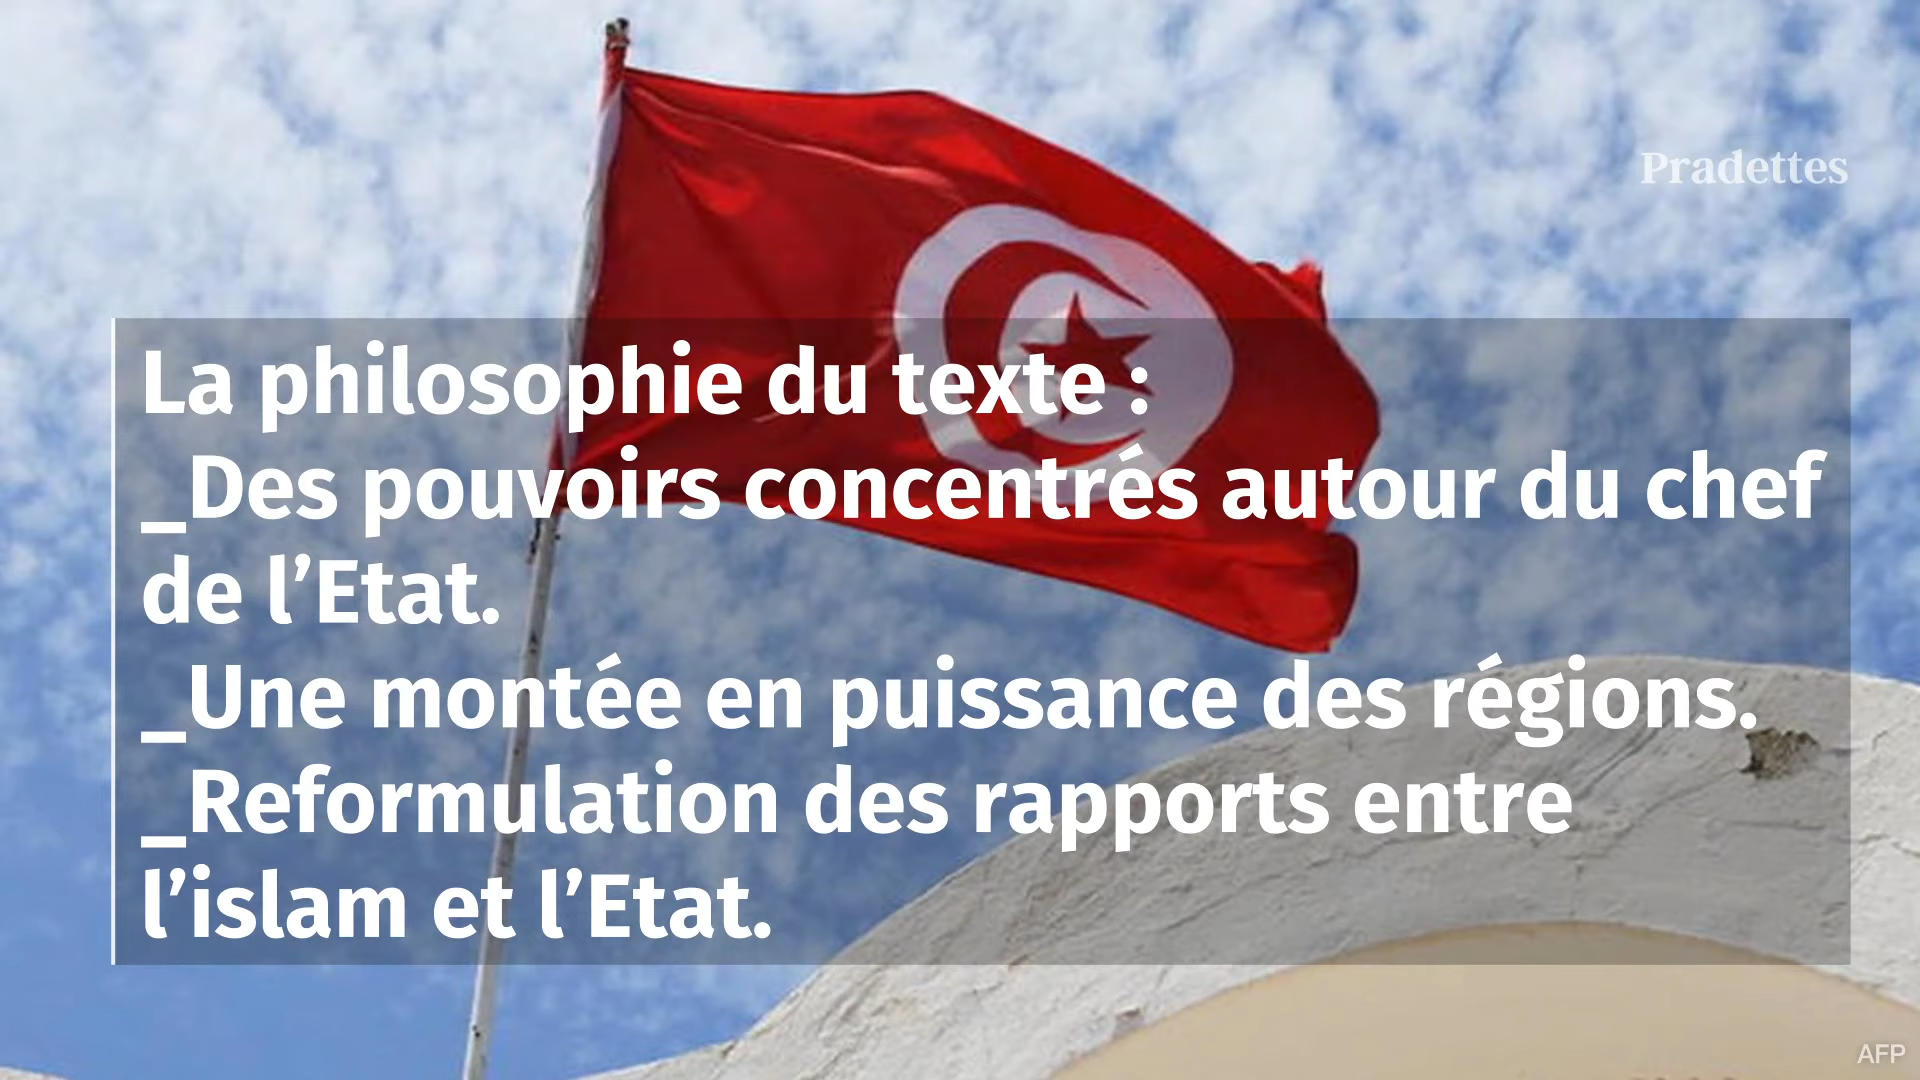 Pradettes
La philosophie du texte :
_Des pouvoirs concentrés autour du chef
de l’Etat.
_Une montée en puissance des régions.
_Reformulation des rapports entre
l’islam et l’Etat.
AFP